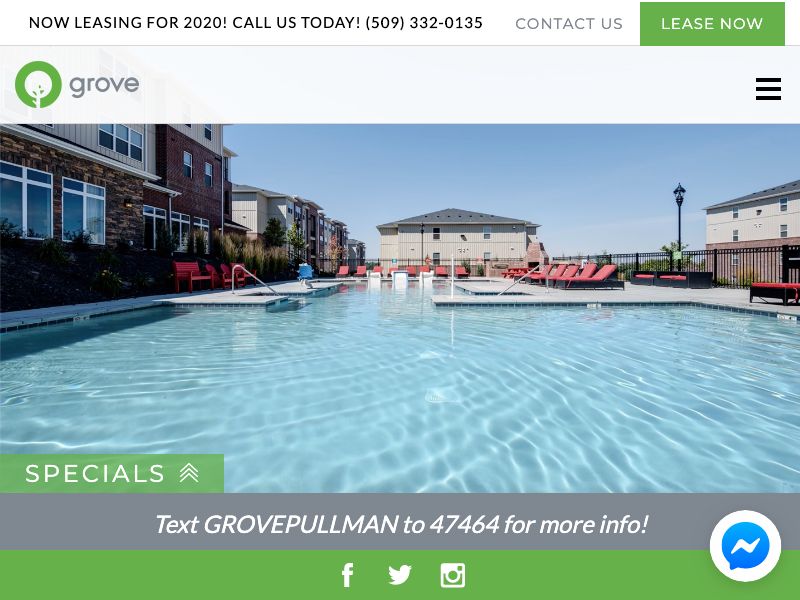 NOW LEASING FOR 2020! CALL US TODAY! (509) 332-0135
CONTACT US
LEASE NOW
grove
SPECIALS
Text GROVEPULLMAN to 47464 for more info!